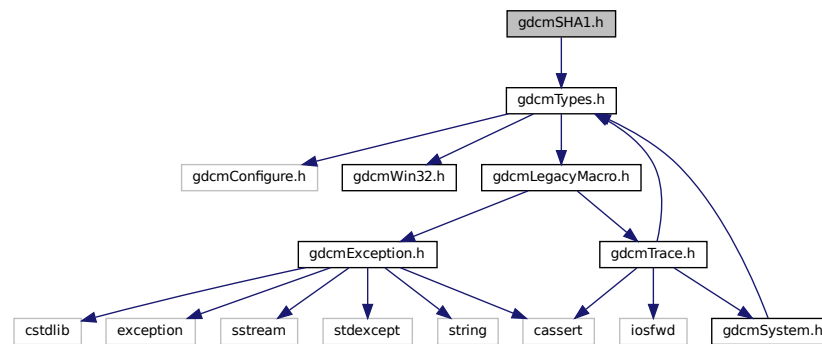 gdcmSHA1.h
gdcmTypes.h
gdcmConfigure.h
gdcmWin32.h
gdcmLegacyMacro.h
gdcmException.h
gdcmTrace.h
cstdlib
exception
sstream
stdexcept
string
cassert
iosfwd
gdcmSystem.h